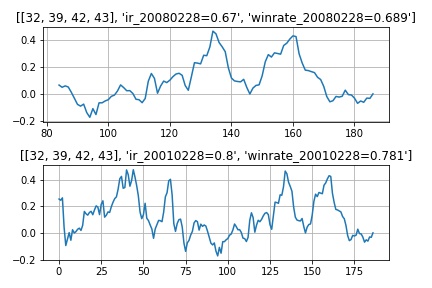 [[32, 39, 42, 43], 'ir_20080228=0.67', 'winrate_20080228=0.689']
0.4
0.2
0.0
−0.2
80 100 120 140 160 180
[[32, 39, 42, 43], 'ir_20010228=0.8', 'winrate_20010228=0.781']
0.4
0.2
0.0
−0.2
0 25 50 75 100 125 150 175